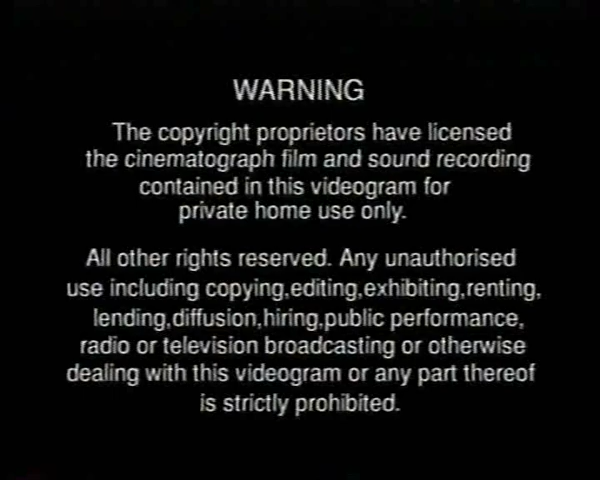 WARNING
The copyright proprietors have licensed
the cinematograph film and sound recording
contained in this videogram for
private home use only.
All other rights reserved. Any unauthorised
use including copying,editing,exhibiting,renting,
lending,diffusion,hiring,public performance,
radio or television broadcasting or otherwise
dealing with this videogram or any part thereof
is strictly prohibited.